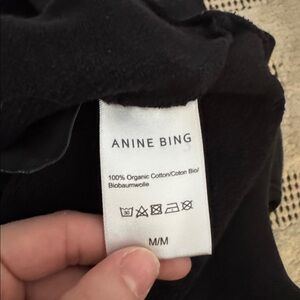 ANINE BING
100% Organic Cotton/Coton Bio/
Biobaumwolle
M/M